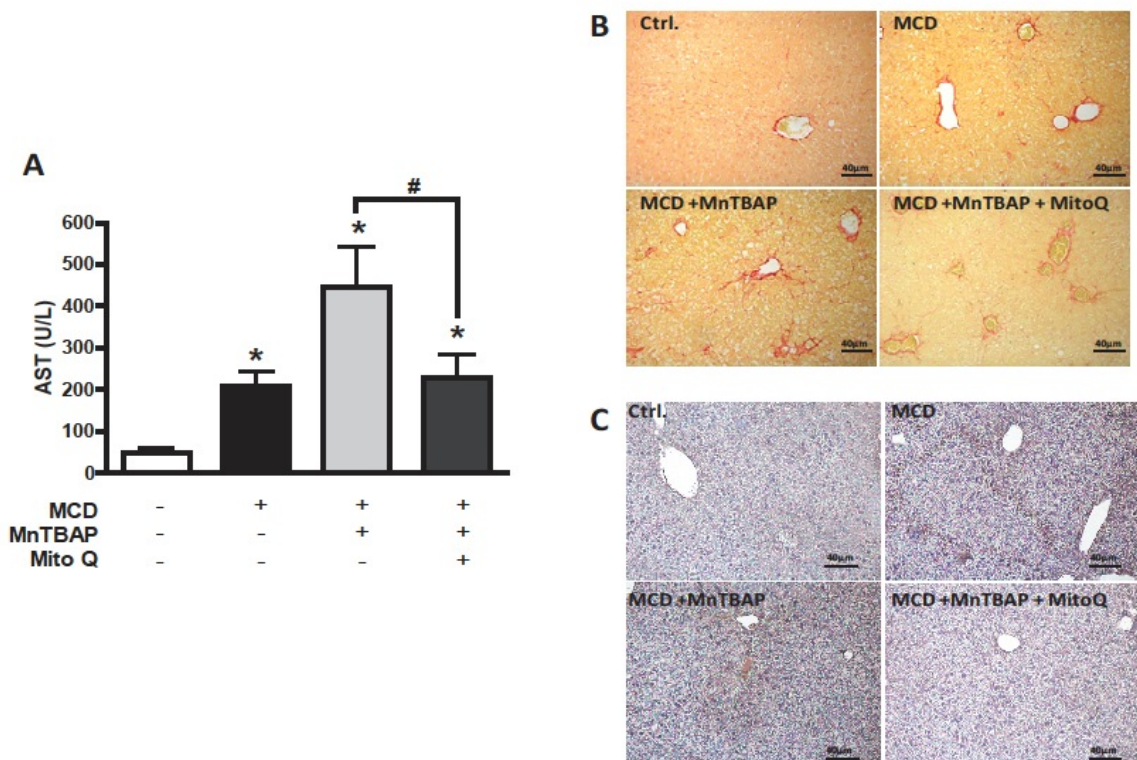 A
#
*
*
*
600
500
400
300
200
100
0
AST (U/L)
MCD - + + +
MnTBAP - - + +
Mito Q - - - +
B
Ctrl.
40µm
MCD
40µm
MCD +MnTBAP
40µm
MCD +MnTBAP + MitoQ
40µm
C
Ctrl.
40µm
MCD
40µm
MCD +MnTBAP
40µm
MCD +MnTBAP + MitoQ
40µm